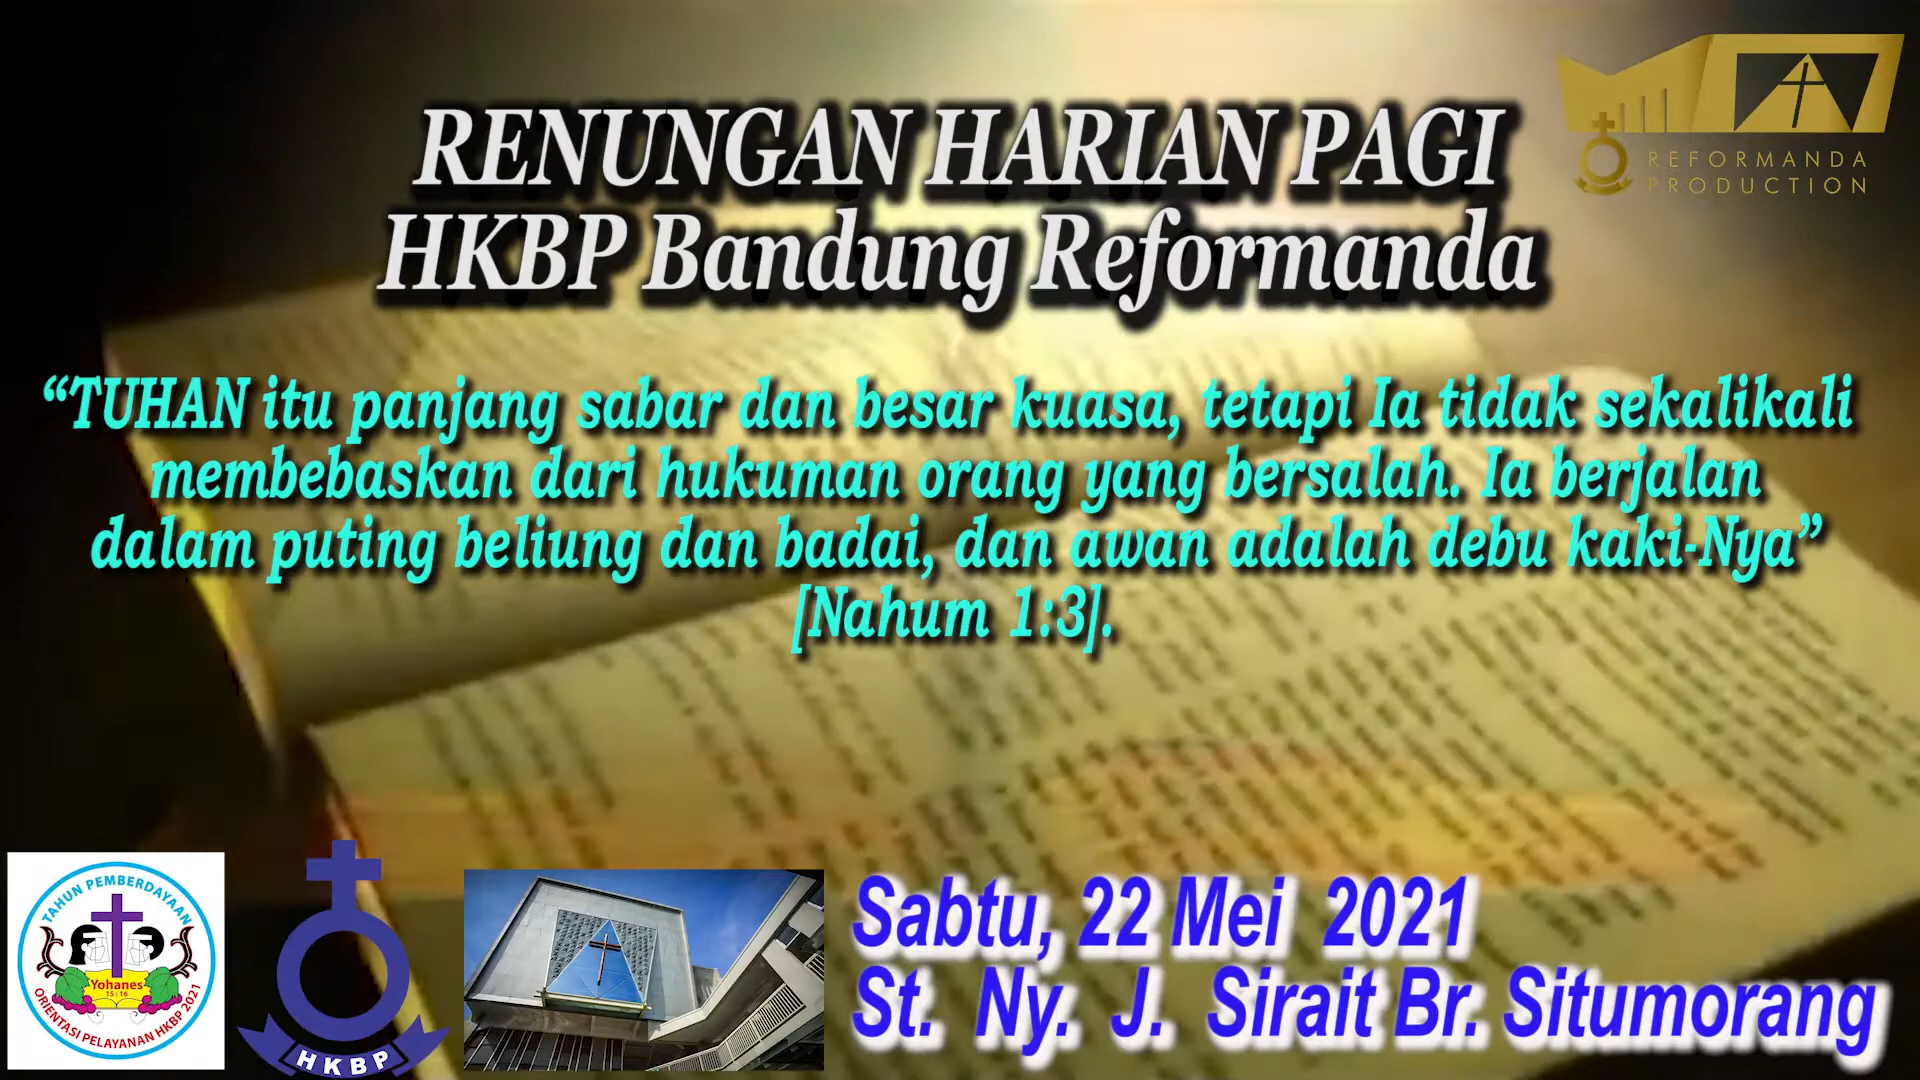 REFORMANDA
PRODUCTION
RENUNGAN HARIAN PAGI
HKBP Bandung Reformanda
“TUHAN itu panjang sabar dan besar kuasa, tetapi Ia tidak sekalikali
membebaskan dari hukuman orang yang bersalah. Ia berjalan
dalam puting beliung dan badai, dan awan adalah debu kaki-Nya”
[Nahum 1:3].
TAHUN PEMBERDAYAAN
Yohanes
15:16
ORIENTASI PELAYANAN HKBP 2021
HKBP
Sabtu, 22 Mei 2021
St. Ny. J. Sirait Br. Situmorang